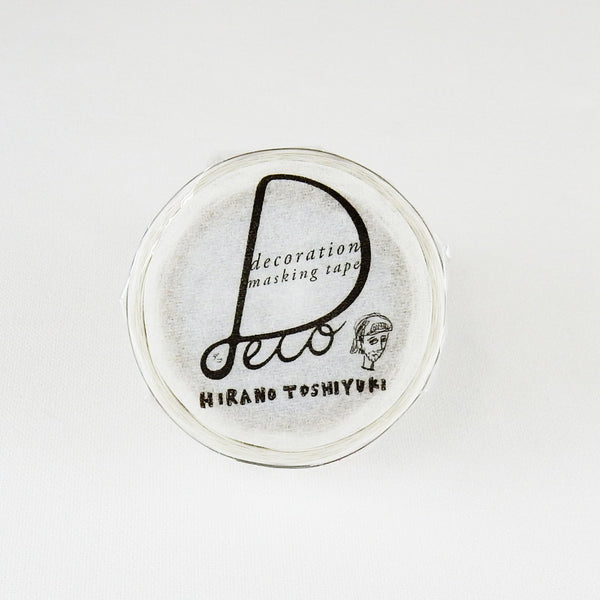 decoration
masking tape
Deco
HIRANO TOSHIYUKI